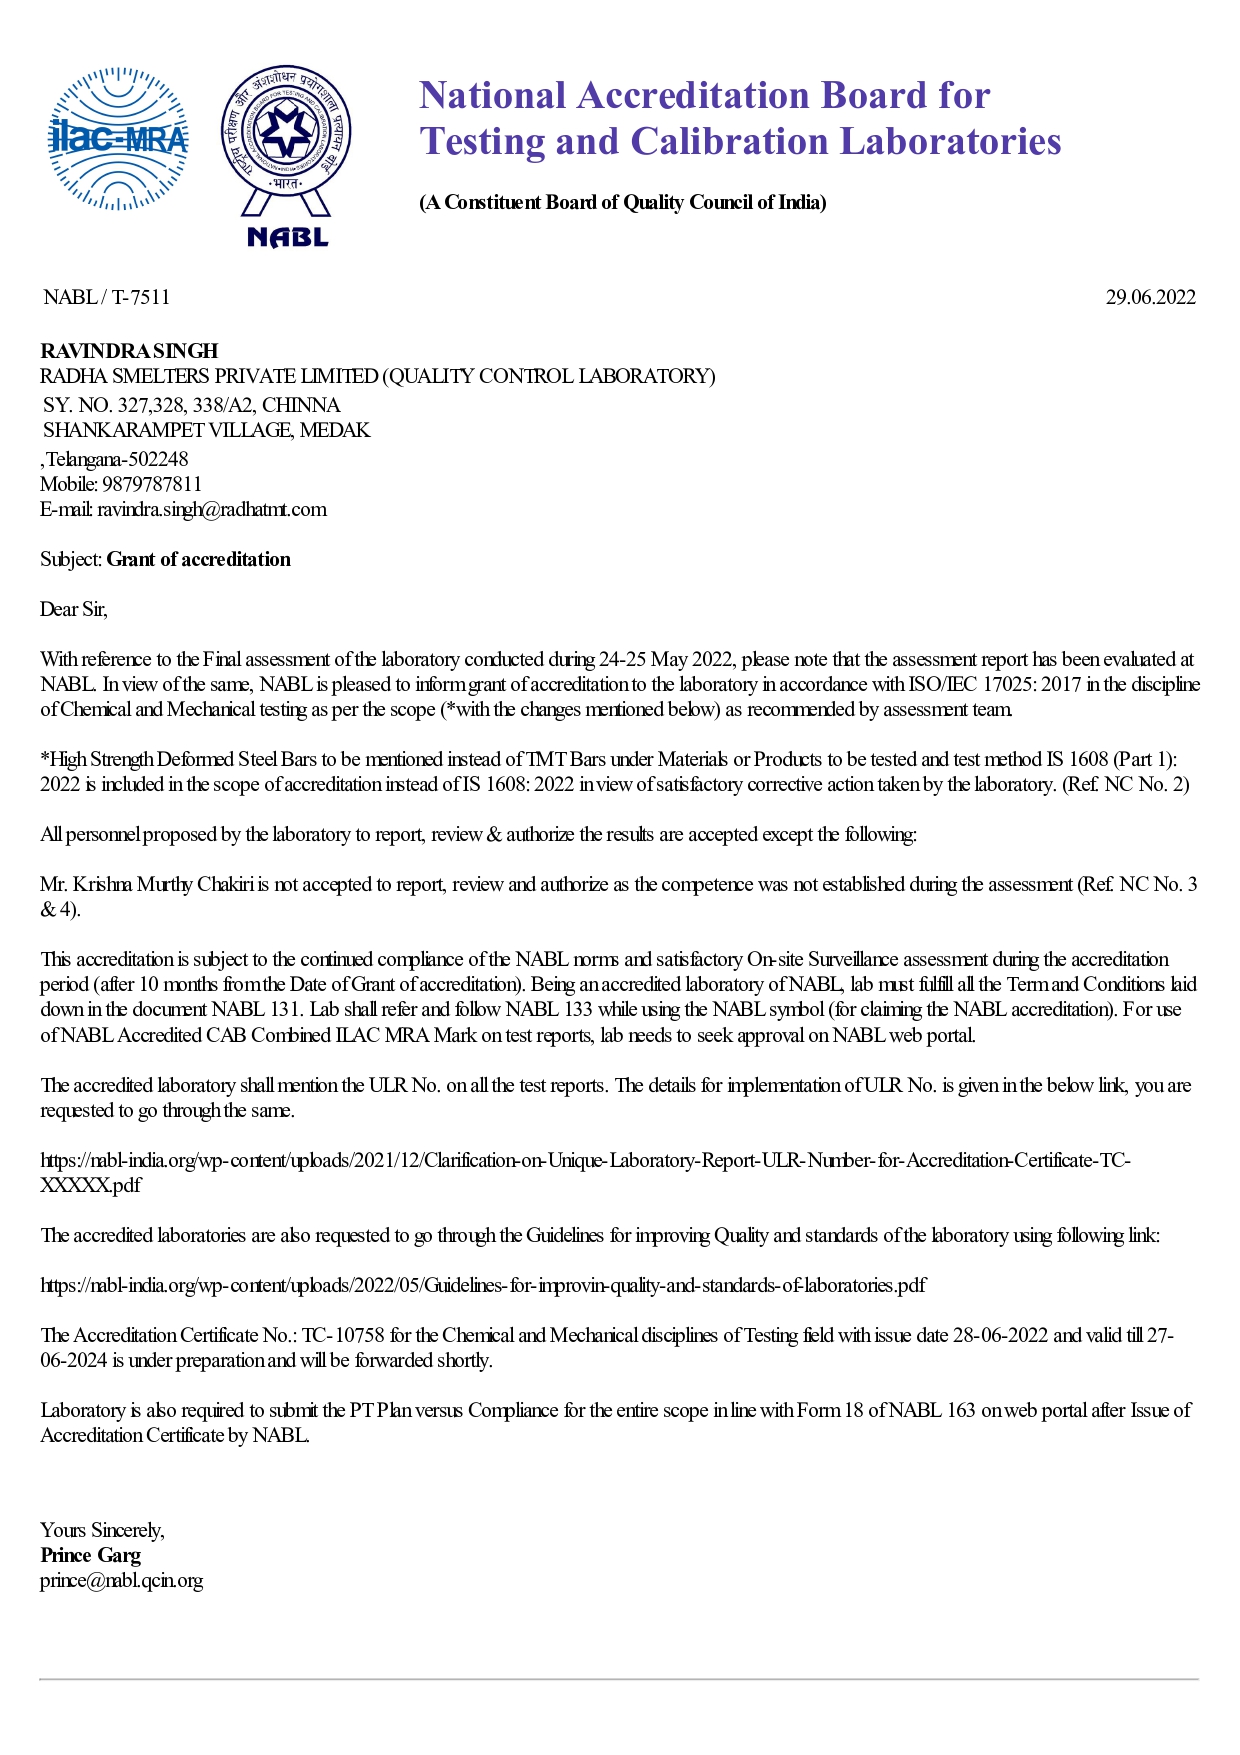 ilac-MRA
राष्ट्रीय परीक्षण और अंशशोधन प्रयोगशाला प्रत्यायन बोर्ड
NATIONAL ACCREDITATION BOARD FOR TESTING AND CALIBRATION LABORATORIES
INDIA
भारत
NABL
National Accreditation Board for
Testing and Calibration Laboratories
(A Constituent Board of Quality Council of India)
NABL / T-7511 29.06.2022
RAVINDRA SINGH
RADHA SMELTERS PRIVATE LIMITED (QUALITY CONTROL LABORATORY)
SY. NO. 327,328, 338/A2, CHINNA
SHANKARAMPET VILLAGE, MEDAK
,Telangana-502248
Mobile: 9879787811
E-mail: ravindra.singh@radhatmt.com
Subject: Grant of accreditation
Dear Sir,
With reference to the Final assessment of the laboratory conducted during 24-25 May 2022, please note that the assessment report has been evaluated at
NABL. In view of the same, NABL is pleased to inform grant of accreditation to the laboratory in accordance with ISO/IEC 17025: 2017 in the discipline
of Chemical and Mechanical testing as per the scope (*with the changes mentioned below) as recommended by assessment team.
*High Strength Deformed Steel Bars to be mentioned instead of TMT Bars under Materials or Products to be tested and test method IS 1608 (Part 1):
2022 is included in the scope of accreditation instead of IS 1608: 2022 in view of satisfactory corrective action taken by the laboratory. (Ref. NC No. 2)
All personnel proposed by the laboratory to report, review & authorize the results are accepted except the following:
Mr. Krishna Murthy Chakiri is not accepted to report, review and authorize as the competence was not established during the assessment (Ref. NC No. 3
& 4).
This accreditation is subject to the continued compliance of the NABL norms and satisfactory On-site Surveillance assessment during the accreditation
period (after 10 months from the Date of Grant of accreditation). Being an accredited laboratory of NABL, lab must fulfill all the Term and Conditions laid
down in the document NABL 131. Lab shall refer and follow NABL 133 while using the NABL symbol (for claiming the NABL accreditation). For use
of NABL Accredited CAB Combined ILAC MRA Mark on test reports, lab needs to seek approval on NABL web portal.
The accredited laboratory shall mention the ULR No. on all the test reports. The details for implementation of ULR No. is given in the below link, you are
requested to go through the same.
https://nabl-india.org/wp-content/uploads/2021/12/Clarification-on-Unique-Laboratory-Report-ULR-Number-for-Accreditation-Certificate-TC-
XXXXX.pdf
The accredited laboratories are also requested to go through the Guidelines for improving Quality and standards of the laboratory using following link:
https://nabl-india.org/wp-content/uploads/2022/05/Guidelines-for-improvin-quality-and-standards-of-laboratories.pdf
The Accreditation Certificate No.: TC-10758 for the Chemical and Mechanical disciplines of Testing field with issue date 28-06-2022 and valid till 27-
06-2024 is under preparation and will be forwarded shortly.
Laboratory is also required to submit the PT Plan versus Compliance for the entire scope in line with Form 18 of NABL 163 on web portal after Issue of
Accreditation Certificate by NABL.
Yours Sincerely,
Prince Garg
prince@nabl.qcin.org